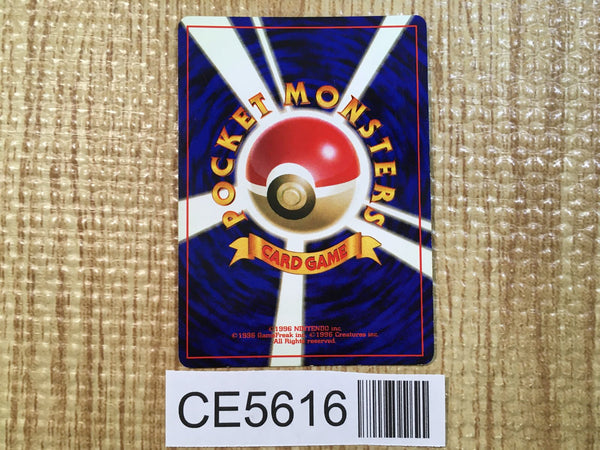 POCKET MONSTERS
CARD GAME
©1996 NINTENDO inc.
©1996 GameFreak inc. ©1996 Creatures inc.
All Rights reserved.
CE5616